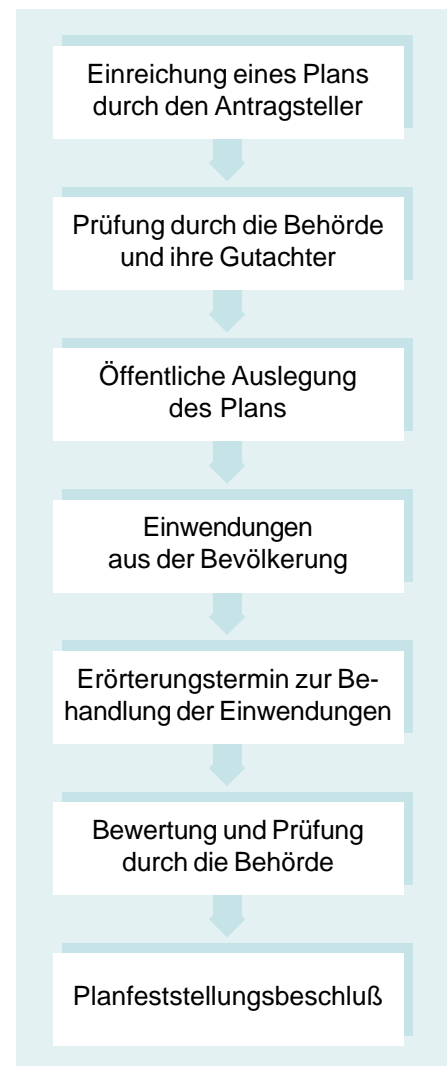 Einreichung eines Plans
durch den Antragsteller
Prüfung durch die Behörde
und ihre Gutachter
Öffentliche Auslegung
des Plans
Einwendungen
aus der Bevölkerung
Erörterungstermin zur Be-
handlung der Einwendungen
Bewertung und Prüfung
durch die Behörde
Planfeststellungsbeschluß